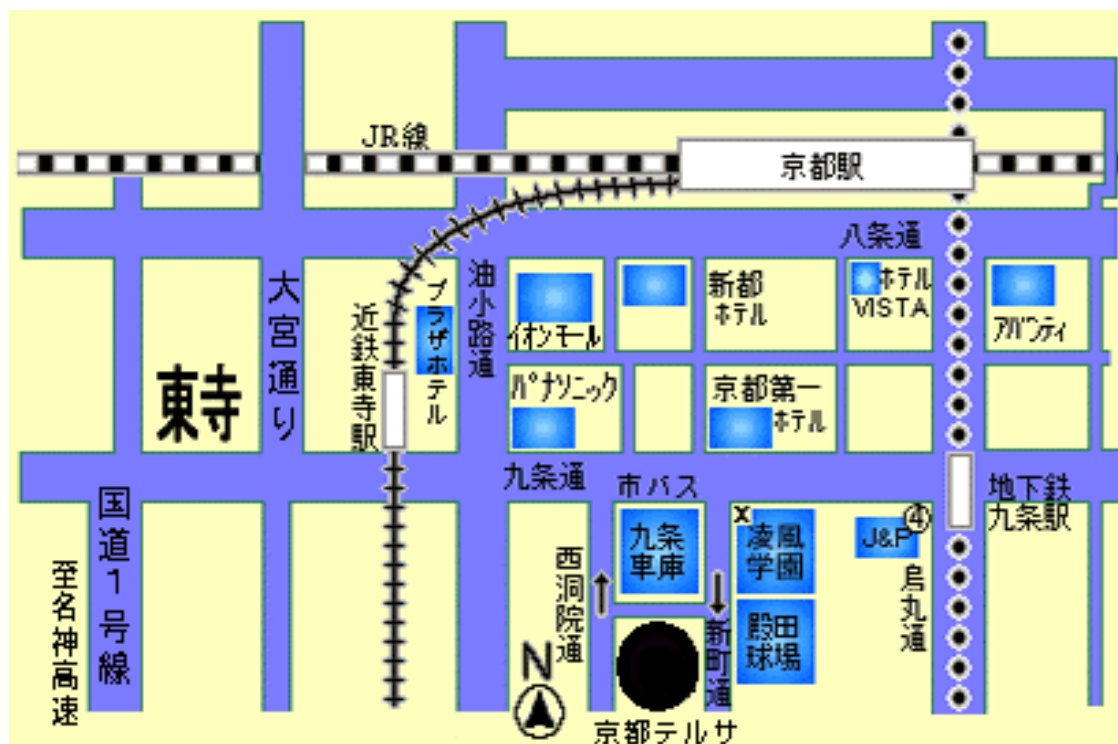 JR線
京都駅
八条通
大宮通り
近鉄東寺駅
プラザホテル
油小路通
イオンモール
新都
ホテル
ホテル
VISTA
アバンティ
東寺
パナソニック
京都第一
ホテル
九条通
市バス
地下鉄
九条駅
国道1号線
至名神高速
西洞院通
九条
車庫
x
凌風
学園
J&P
④
烏丸通
新町通
殿田
球場
N
京都テルサ